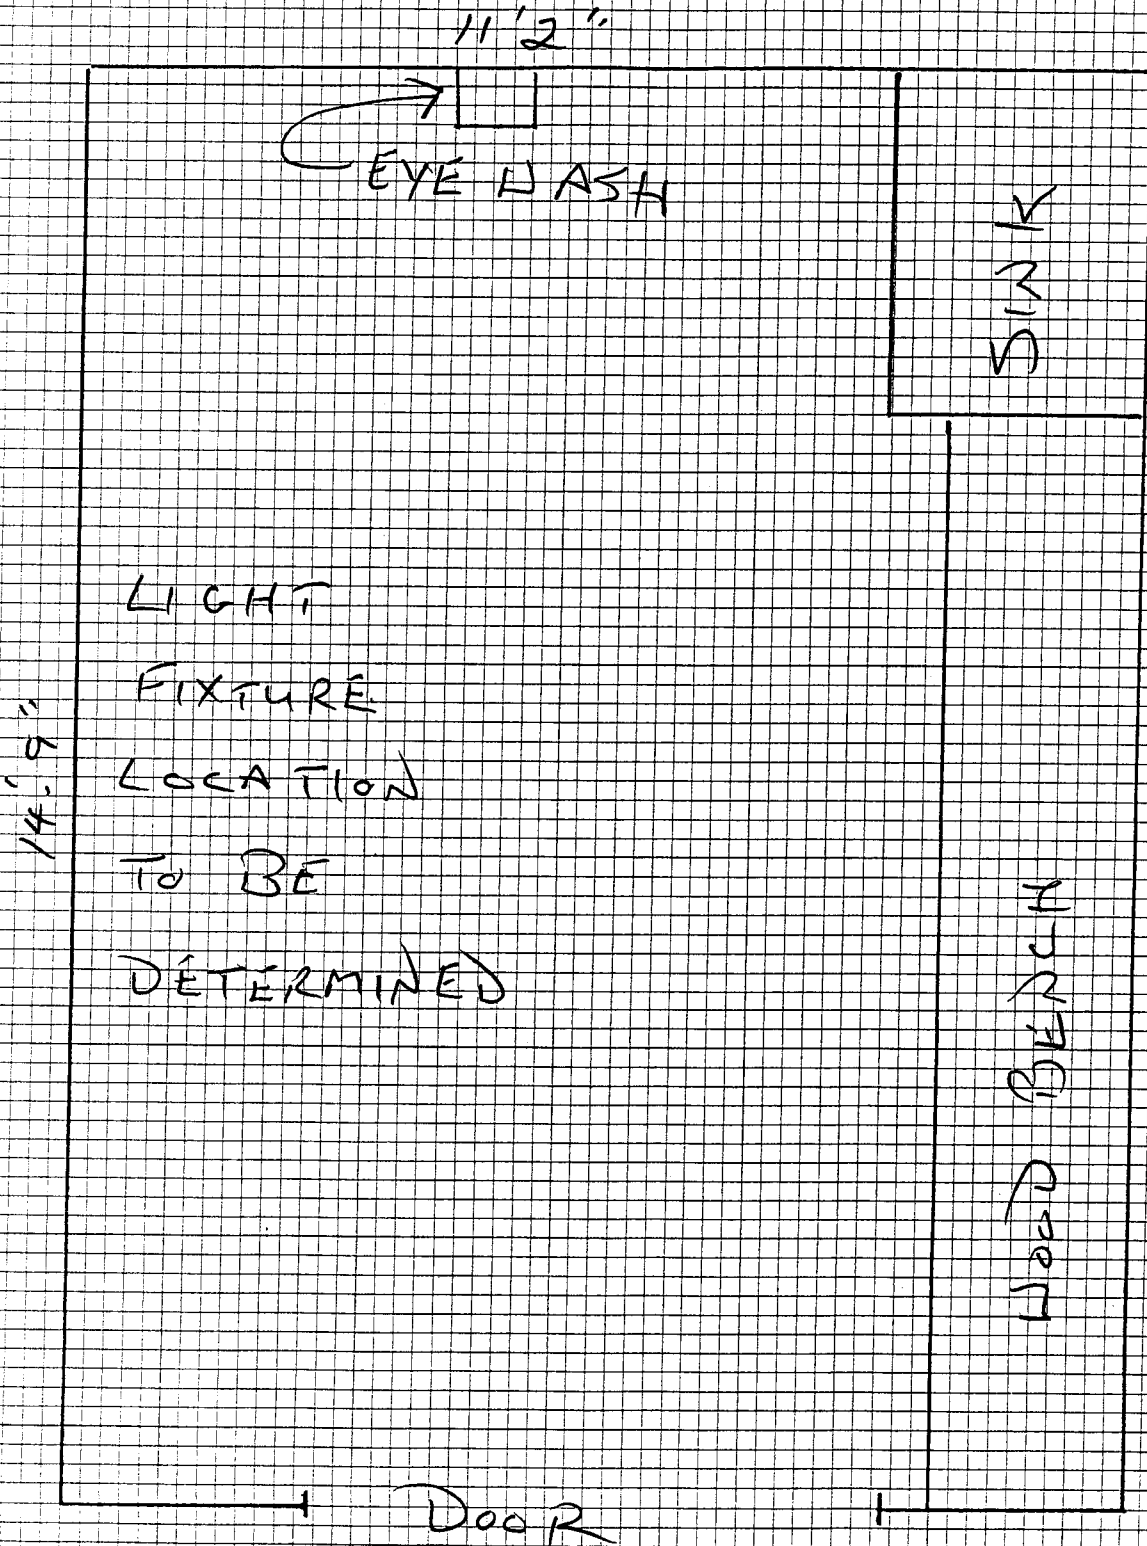 11'2"
EYE WASH
SINK
LIGHT
FIXTURE
LOCATION
TO BE
DETERMINED
14.'9"
WOOD BENCH
DOOR